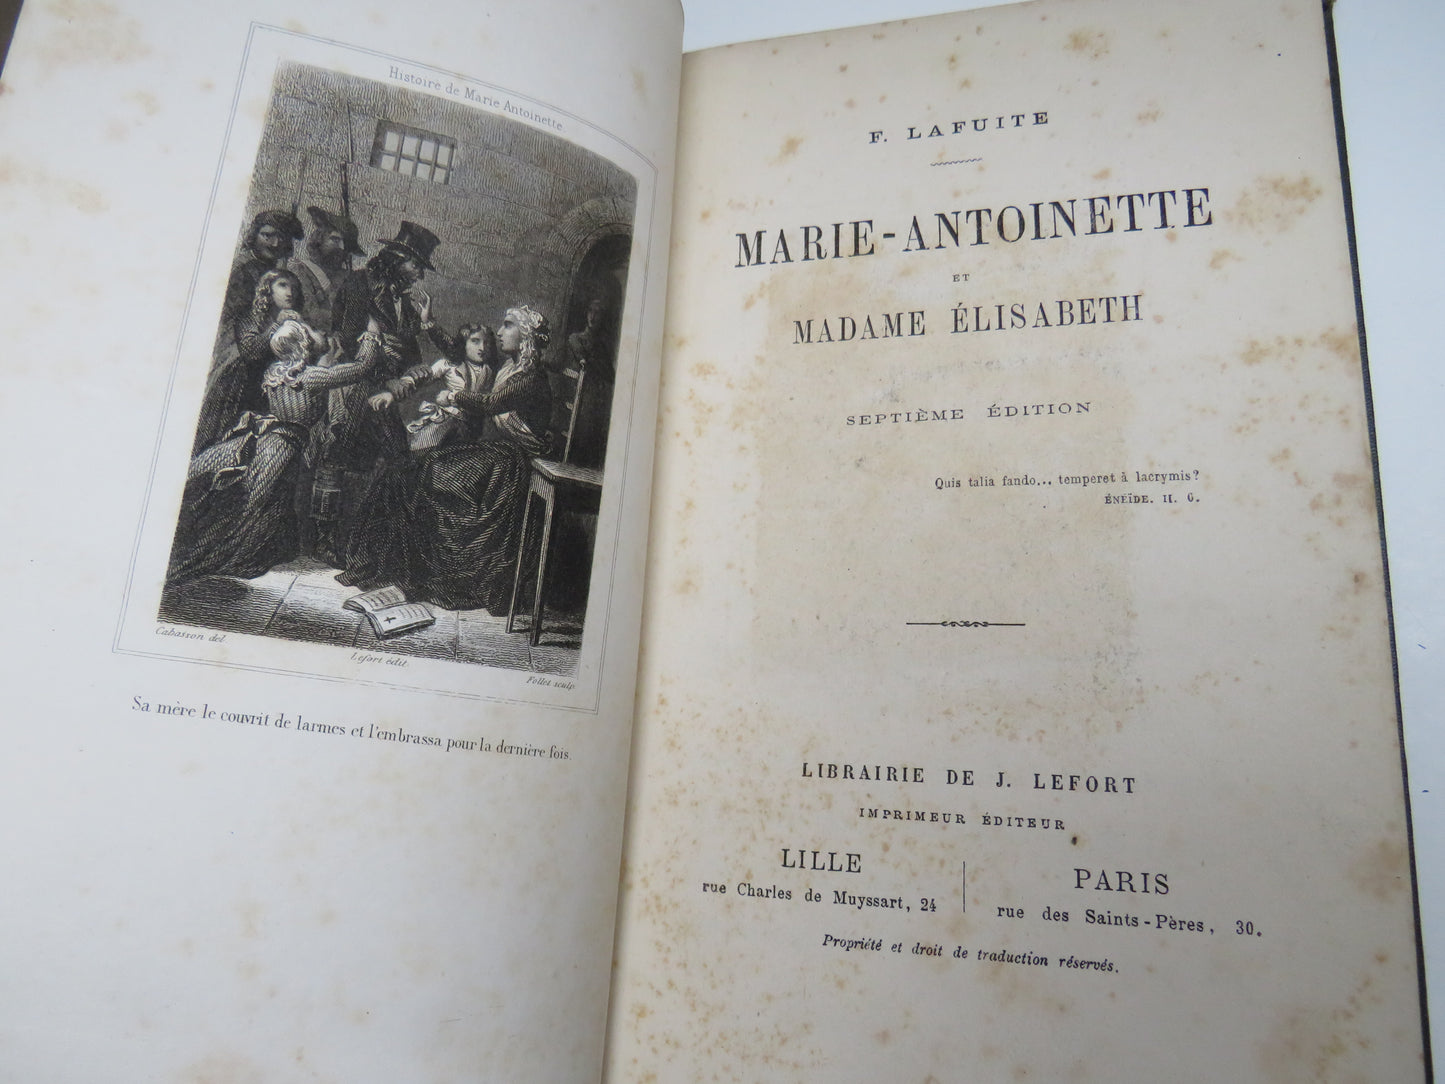 Histoire de Marie Antoinette.
Cabasson del.
Lefort édit.
Follet sculp.
Sa mère le couvrit de larmes et l'embrassa pour la dernière fois.
F. LAFUITE
MARIE-ANTOINETTE
ET
MADAME ÉLISABETH
SEPTIÈME ÉDITION
Quis talia fando... temperet à lacrymis?
ÉNEÏDE. II. 6.
LIBRAIRIE DE J. LEFORT
IMPRIMEUR ÉDITEUR
LILLE
rue Charles de Muyssart, 24
PARIS
rue des Saints-Pères, 30.
Propriété et droit de traduction réservés.